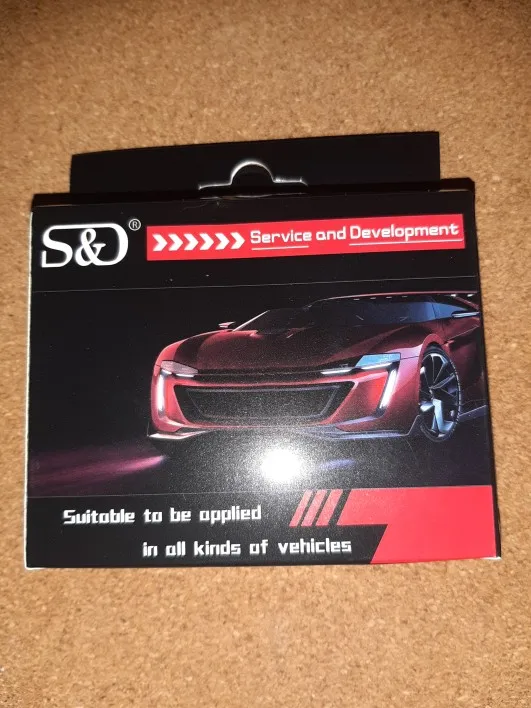 S&D®
Service and Development
Suitable to be applied
in all kinds of vehicles